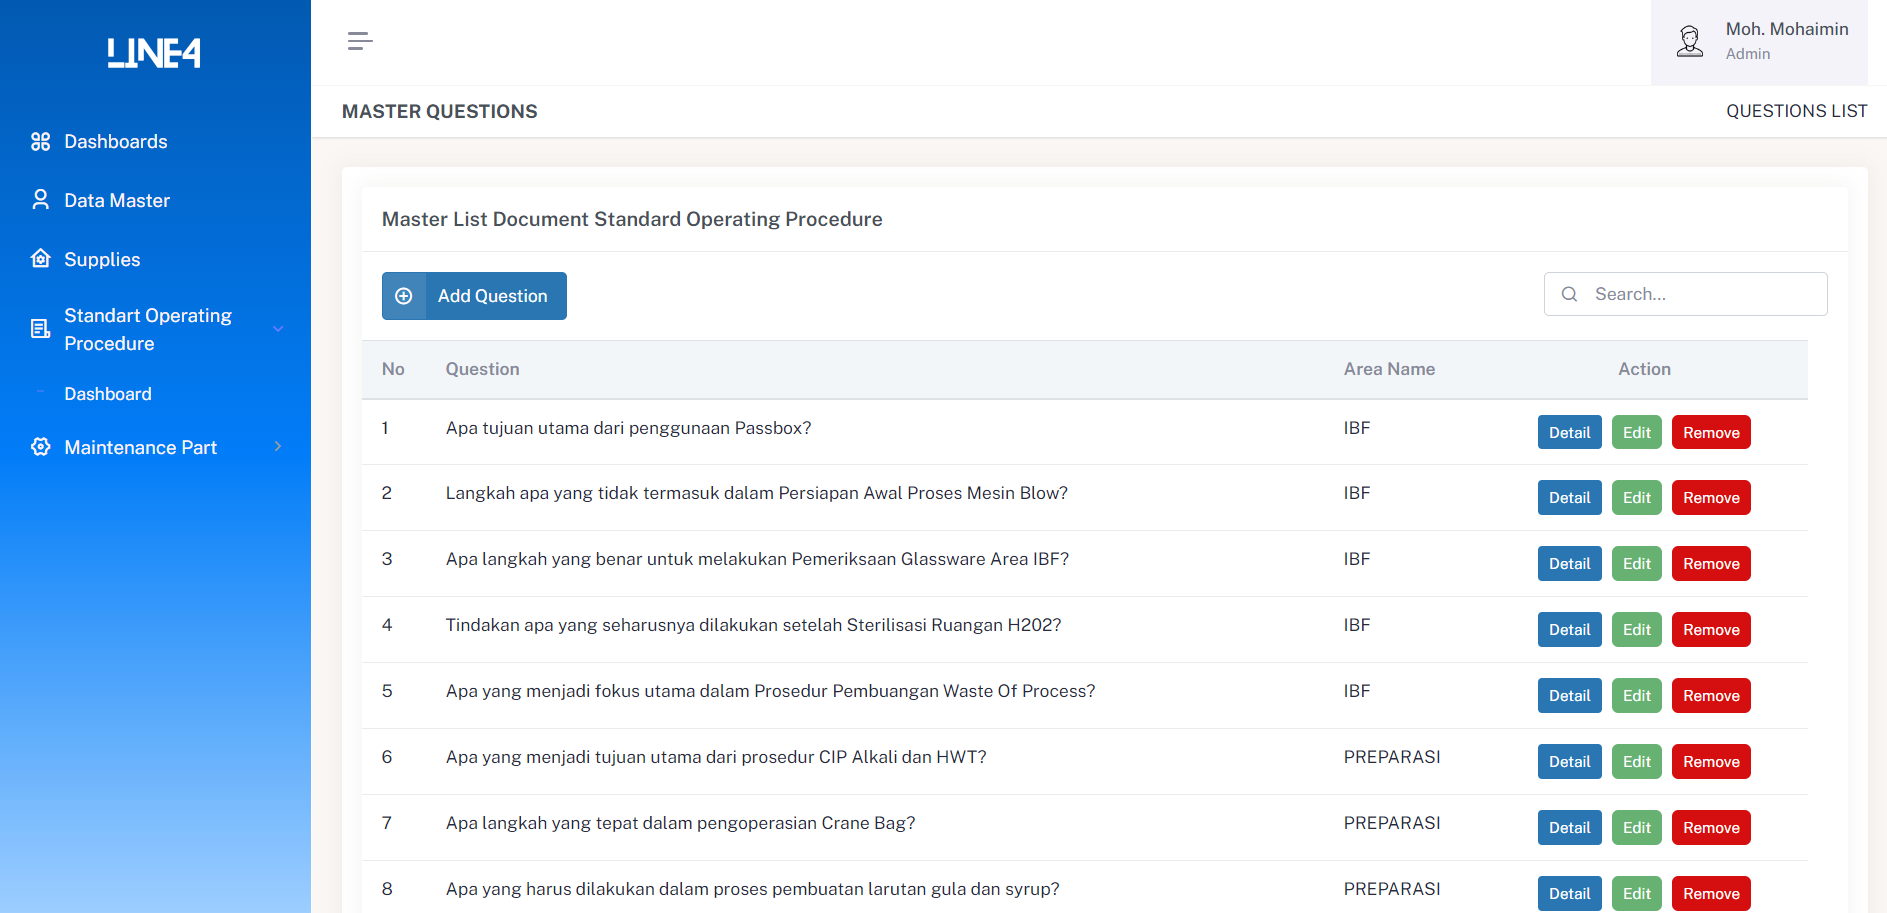 LINE4
Dashboards
Data Master
Supplies
Standart Operating
Procedure
Dashboard
Maintenance Part
Moh. Mohaimin
Admin
MASTER QUESTIONS
QUESTIONS LIST
Master List Document Standard Operating Procedure
Add Question
Search...
No Question Area Name Action
1 Apa tujuan utama dari penggunaan Passbox? IBF Detail Edit Remove
2 Langkah apa yang tidak termasuk dalam Persiapan Awal Proses Mesin Blow? IBF Detail Edit Remove
3 Apa langkah yang benar untuk melakukan Pemeriksaan Glassware Area IBF? IBF Detail Edit Remove
4 Tindakan apa yang seharusnya dilakukan setelah Sterilisasi Ruangan H202? IBF Detail Edit Remove
5 Apa yang menjadi fokus utama dalam Prosedur Pembuangan Waste Of Process? IBF Detail Edit Remove
6 Apa yang menjadi tujuan utama dari prosedur CIP Alkali dan HWT? PREPARASI Detail Edit Remove
7 Apa langkah yang tepat dalam pengoperasian Crane Bag? PREPARASI Detail Edit Remove
8 Apa yang harus dilakukan dalam proses pembuatan larutan gula dan syrup? PREPARASI Detail Edit Remove